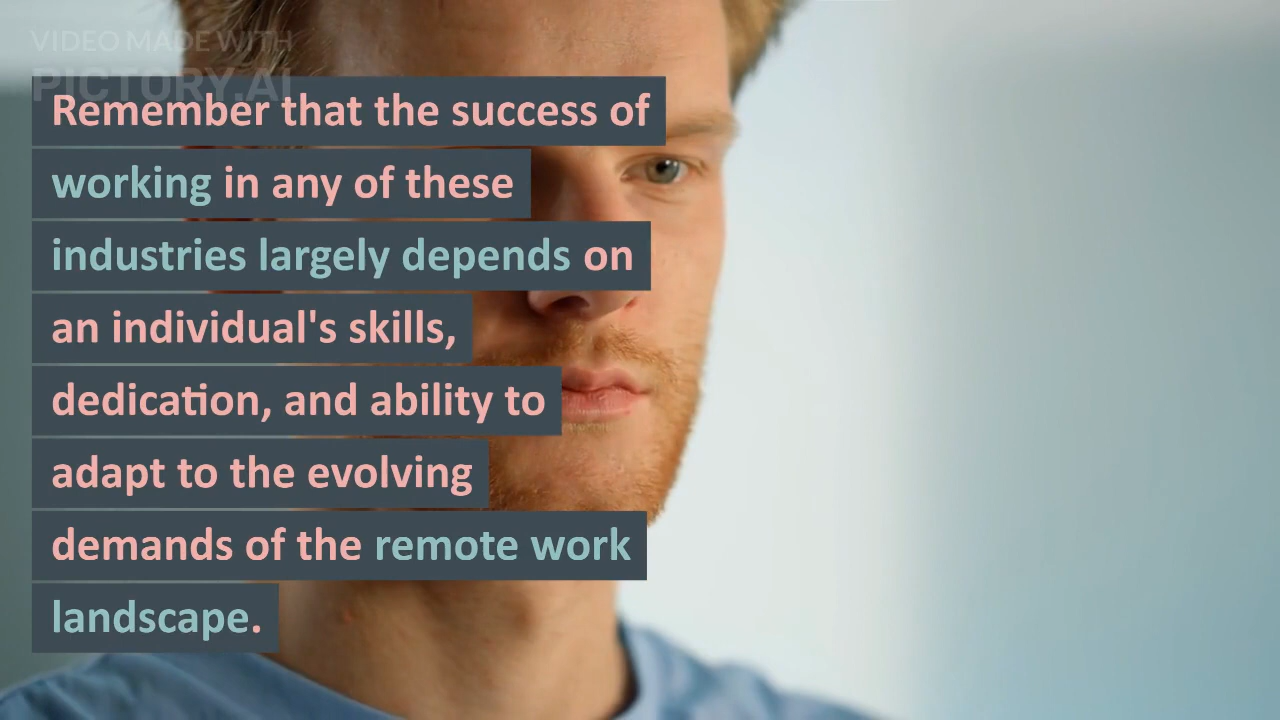 VIDEO MADE WITH
PICTORY.AI
Remember that the success of
working in any of these
industries largely depends on
an individual's skills,
dedication, and ability to
adapt to the evolving
demands of the remote work
landscape.